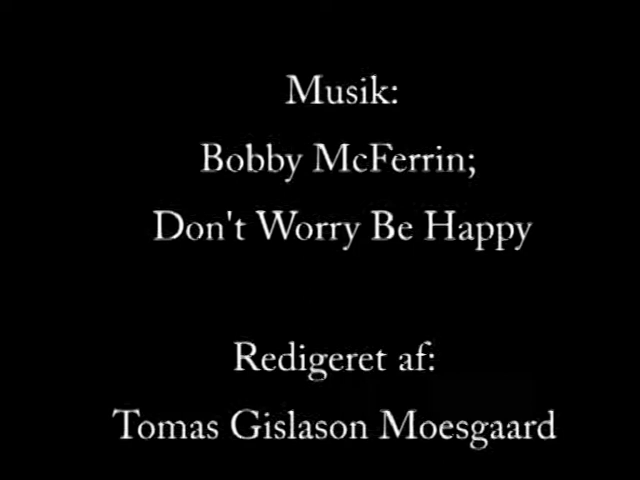 Musik:
Bobby McFerrin;
Don't Worry Be Happy
Redigeret af:
Tomas Gislason Moesgaard